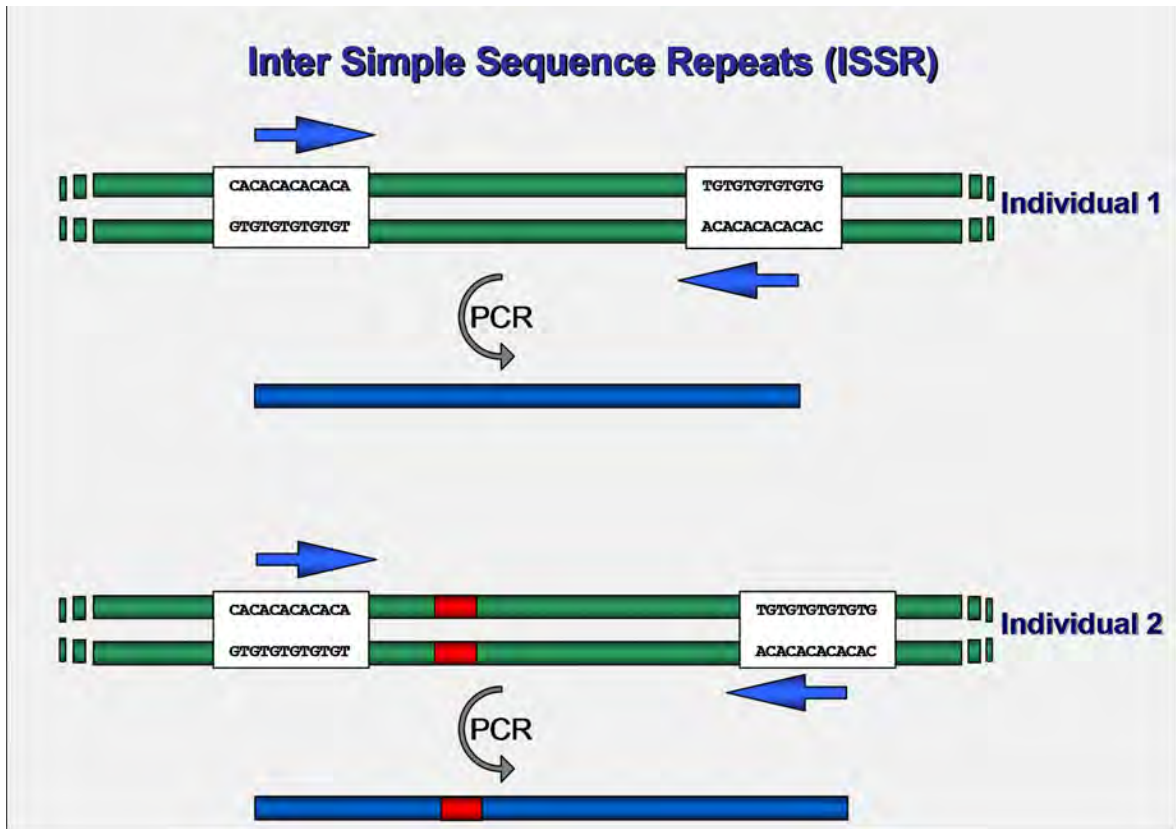 Inter Simple Sequence Repeats (ISSR)
CACACACACACA
TGTGTGTGTGTG
Individual 1
GTGTGTGTGTGT
ACACACACACAC
PCR
CACACACACACA
TGTGTGTGTGTG
Individual 2
GTGTGTGTGTGT
ACACACACACAC
PCR